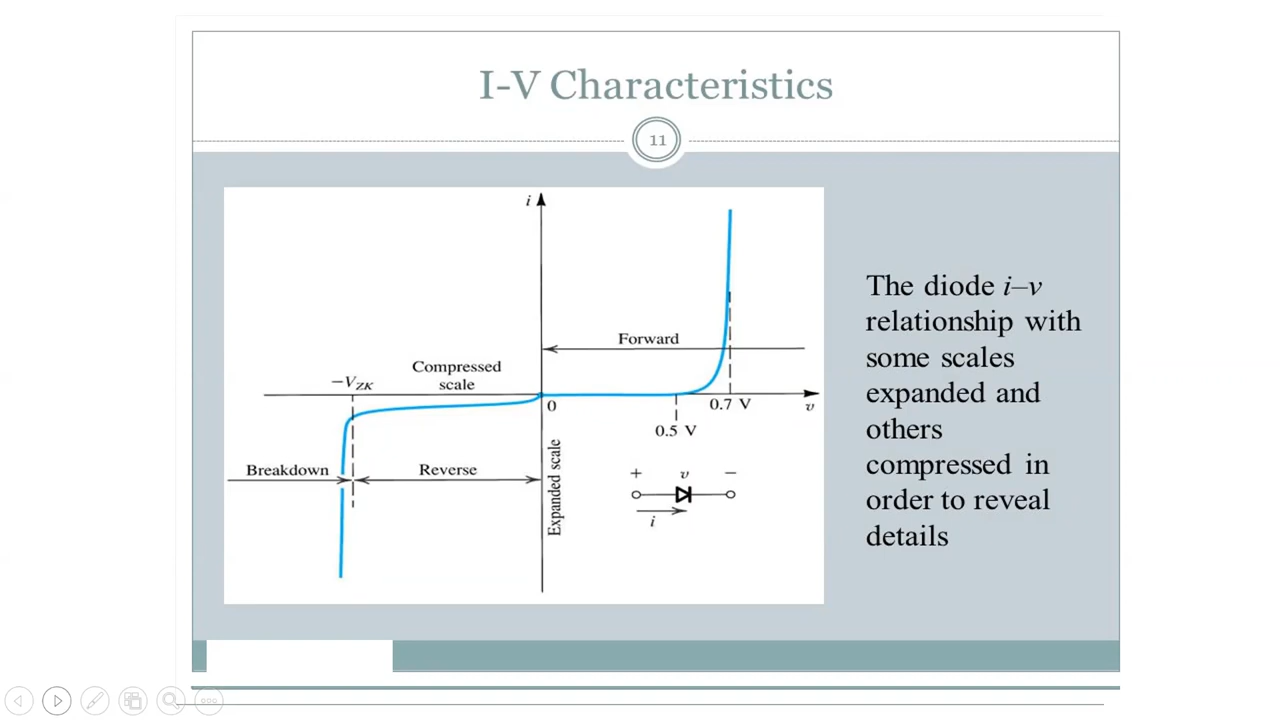 I-V Characteristics
11
i
Forward
Compressed
scale
−VZK
0
0.7 V
v
0.5 V
Breakdown
Reverse
Expanded scale
+ v −
i
The diode i–v
relationship with
some scales
expanded and
others
compressed in
order to reveal
details